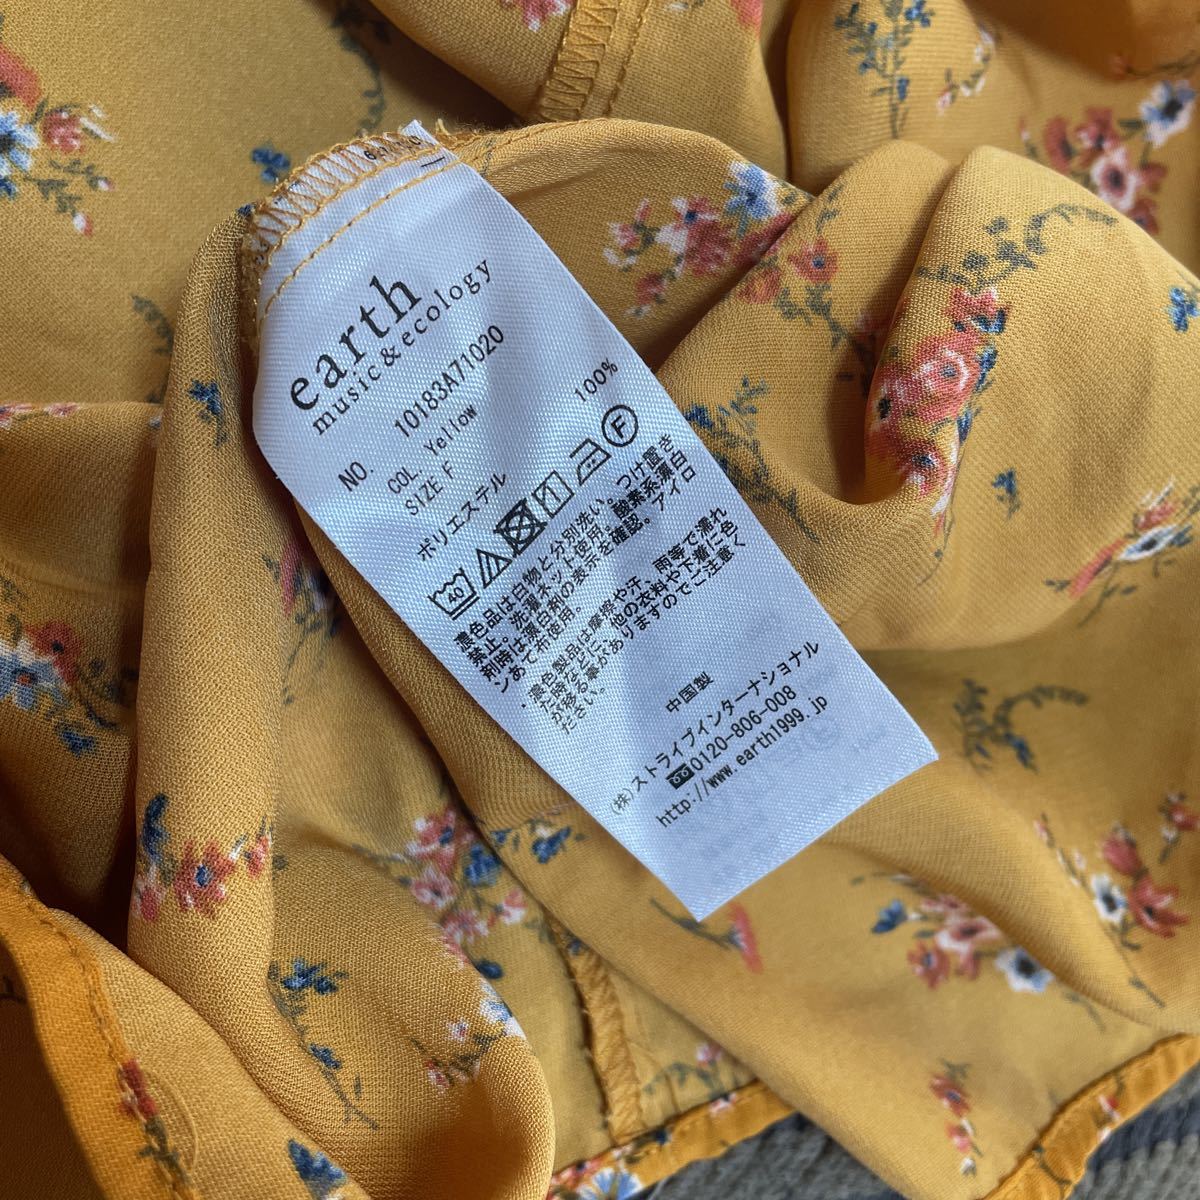 earth
music&ecology
NO. 10183A71020
COL. Yellow
SIZE F
ポリエステル 100%
40 1 F
濃色品は白物と分別洗い。つけ置き
禁止。洗濯ネット使用。酸素系漂白
剤時は漂白剤の表示を確認。アイロ
ンあて布使用。
・濃色製品は摩擦や汗、雨等で濡れ
た時などに、他の衣料や下着に色
が移る事がありますのでご注意く
ださい。
中国製
(株)ストライプインターナショナル
0120-806-008
http://www.earth1999.jp